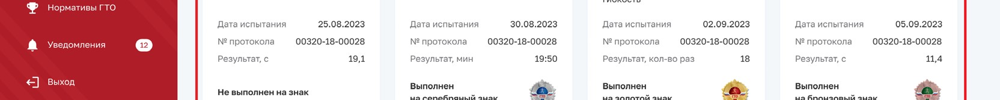 Нормативы ГТО
Уведомления 12
Выход
Дата испытания 25.08.2023
№ протокола 00320-18-00028
Результат, с 19,1
Не выполнен на знак
Дата испытания 30.08.2023
№ протокола 00320-18-00028
Результат, мин 19:50
Выполнен
на серебряный знак
гибкость
Дата испытания 02.09.2023
№ протокола 00320-18-00028
Результат, кол-во раз 18
Выполнен
на золотой знак
Дата испытания 05.09.2023
№ протокола 00320-18-00028
Результат, с 11,4
Выполнен
на бронзовый знак